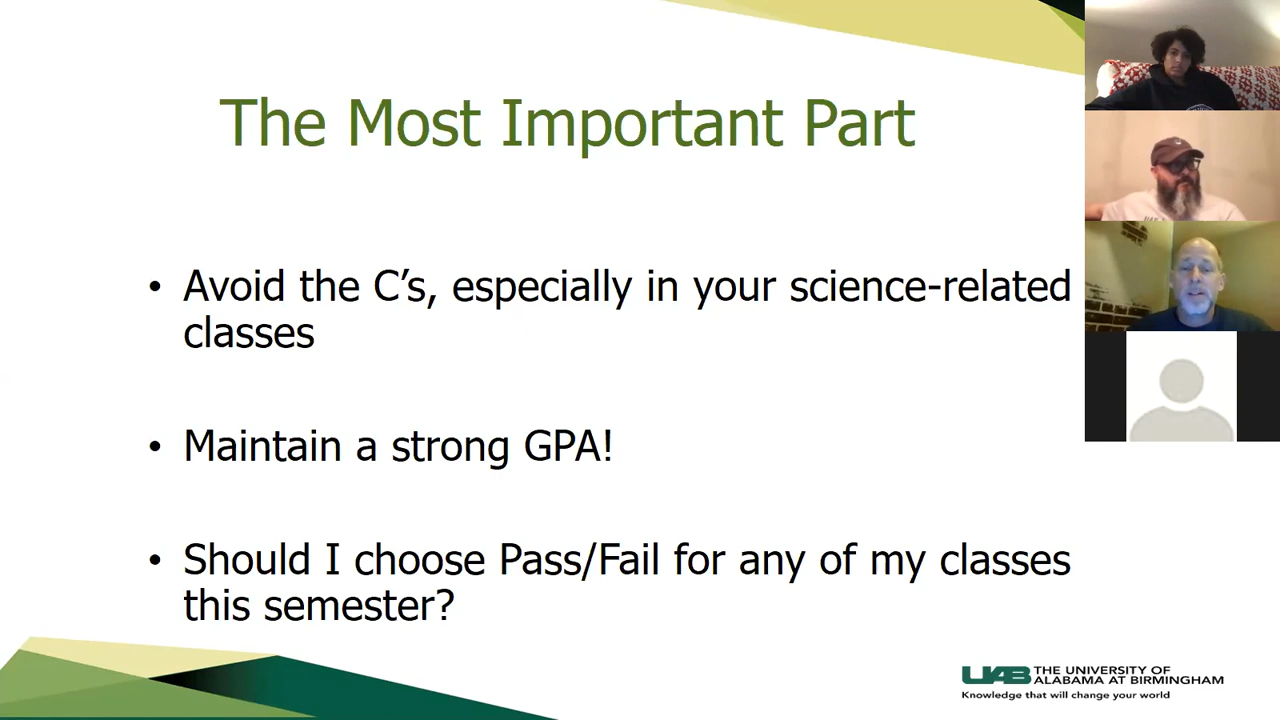 The Most Important Part
• Avoid the C’s, especially in your science-related
classes
• Maintain a strong GPA!
• Should I choose Pass/Fail for any of my classes
this semester?
UAB THE UNIVERSITY OF
ALABAMA AT BIRMINGHAM
Knowledge that will change your world